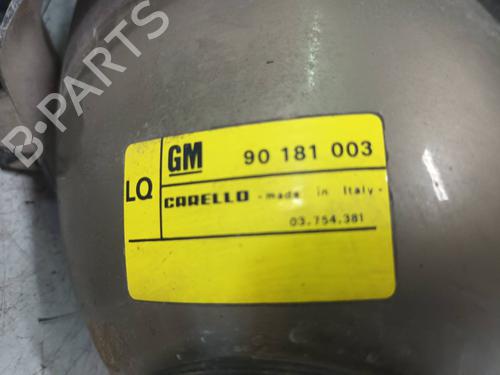 B-PARTS
GM 90 181 003
LQ
CARELLO - made in Italy -
03.754.381